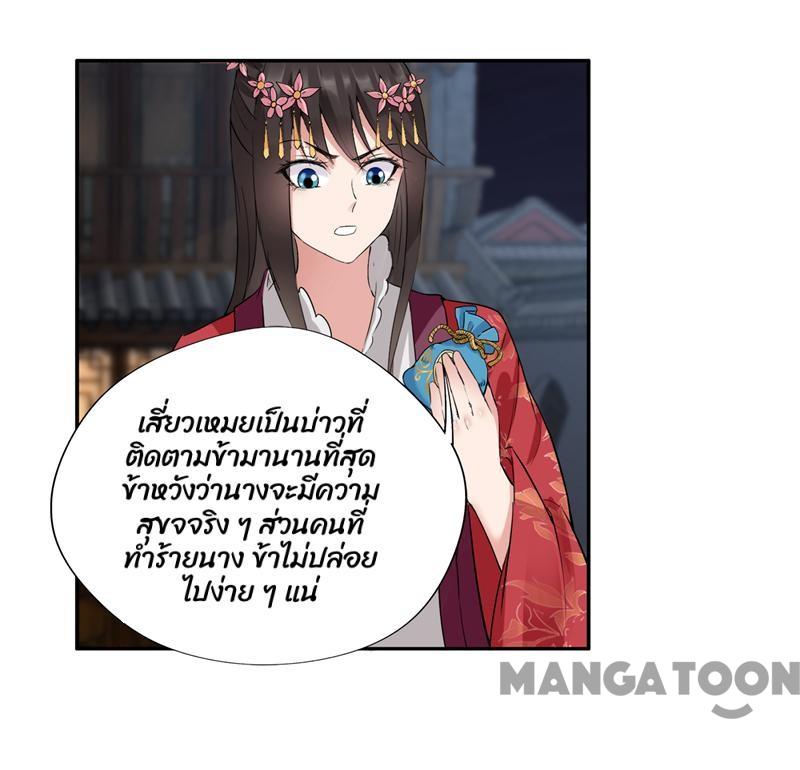 เสี่ยวเหมยเป็นบ่าวที่
ติดตามข้ามานานที่สุด
ข้าหวังว่านางจะมีความ
สุขจจริง ๆ ส่วนคนที่
ทำร้ายนาง ข้าไม่ปล่อย
ไปง่าย ๆ แน่
MANGATOON